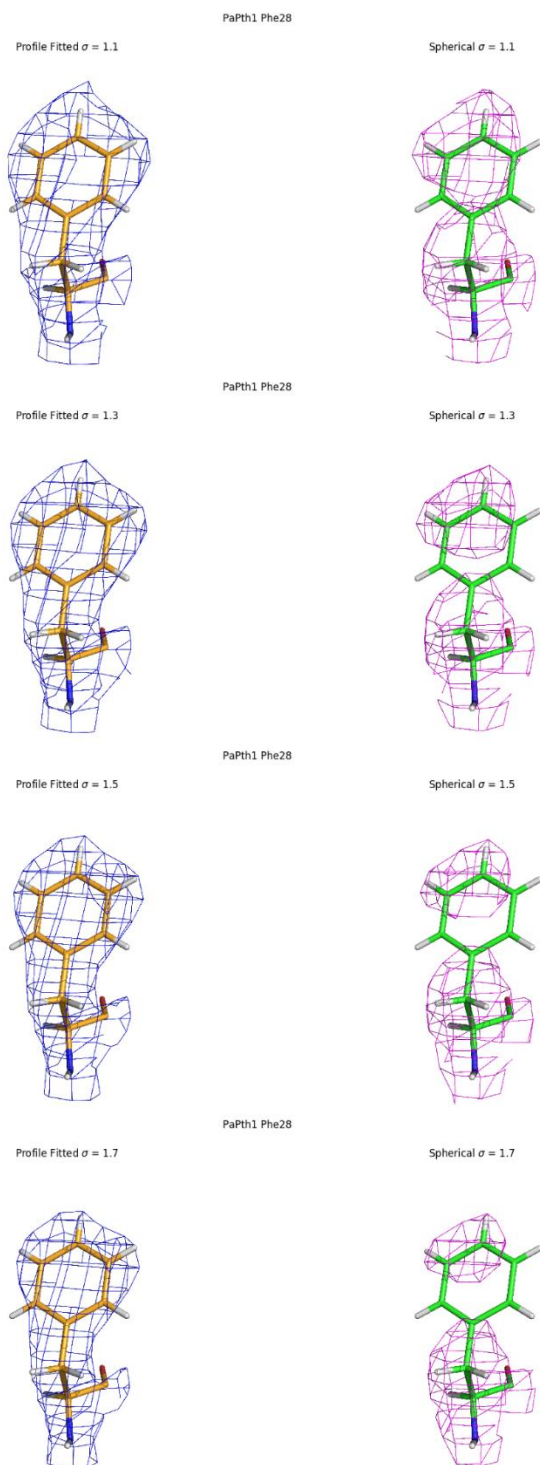 PaPth1 Phe28
Profile Fitted σ = 1.1
Spherical σ = 1.1
PaPth1 Phe28
Profile Fitted σ = 1.3
Spherical σ = 1.3
PaPth1 Phe28
Profile Fitted σ = 1.5
Spherical σ = 1.5
PaPth1 Phe28
Profile Fitted σ = 1.7
Spherical σ = 1.7